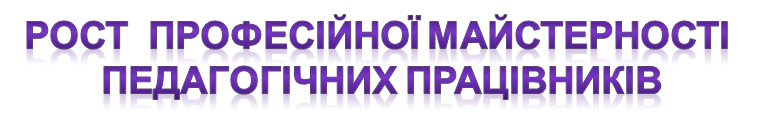 РОСТ ПРОФЕСІЙНОЇ МАЙСТЕРНОСТІ
ПЕДАГОГІЧНИХ ПРАЦІВНИКІВ